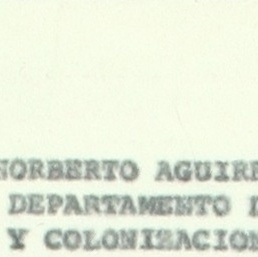 NORBERTO AGUIRR
DEPARTAMENTO D
Y COLONIZACION